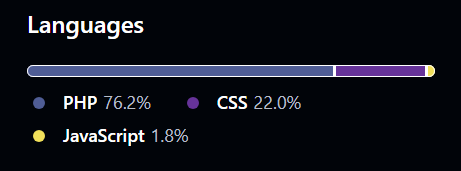 Languages
PHP 76.2% CSS 22.0%
JavaScript 1.8%